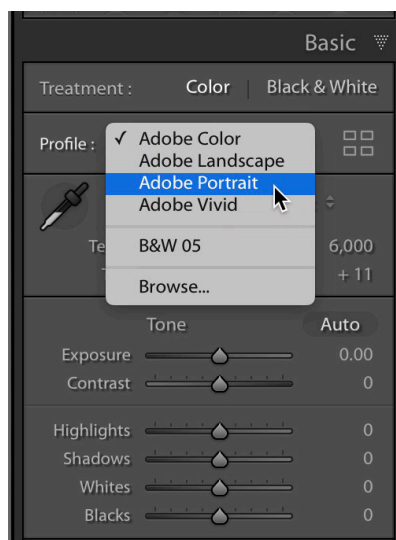 Basic
Treatment : Color | Black & White
Profile : ✓ Adobe Color
Adobe Landscape
Adobe Portrait
Adobe Vivid
B&W 05
Te 6,000
+ 11
Browse...
Tone Auto
Exposure 0.00
Contrast 0
Highlights 0
Shadows 0
Whites 0
Blacks 0